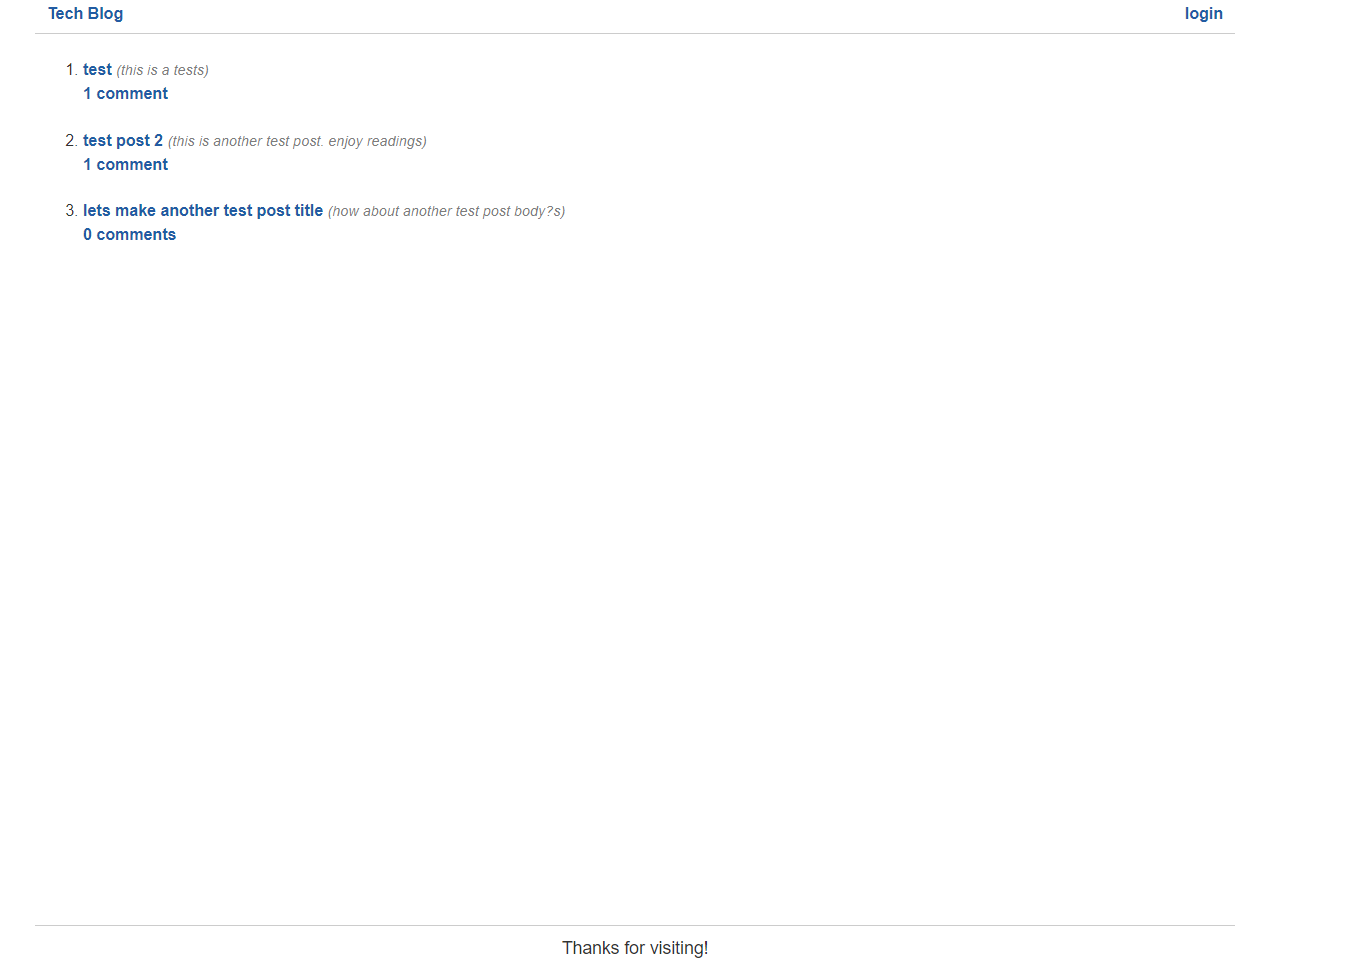 Tech Blog login
1. test (this is a tests)
1 comment
2. test post 2 (this is another test post. enjoy readings)
1 comment
3. lets make another test post title (how about another test post body?s)
0 comments
Thanks for visiting!